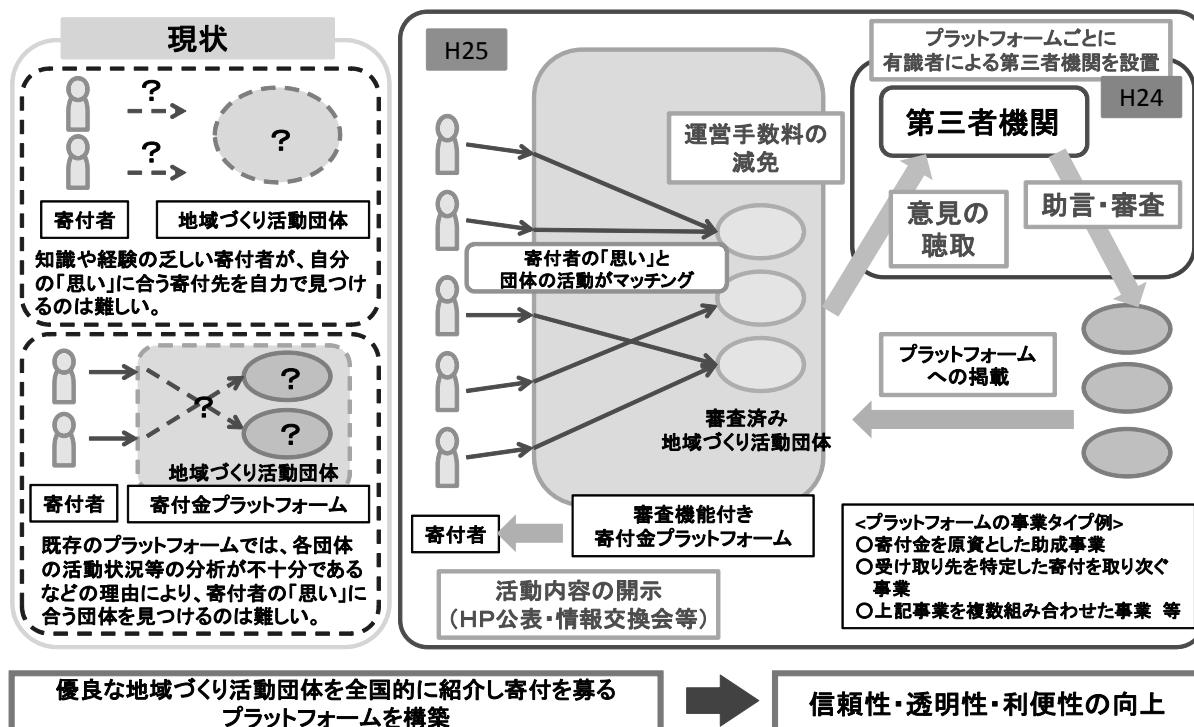 現状
?
?
?
寄付者
地域づくり活動団体
知識や経験の乏しい寄付者が、自分
の「思い」に合う寄付先を自力で見つけ
るのは難しい。
?
?
?
地域づくり活動団体
寄付者
寄付金プラットフォーム
既存のプラットフォームでは、各団体
の活動状況等の分析が不十分である
などの理由により、寄付者の「思い」に
合う団体を見つけるのは難しい。
H25
運営手数料の
減免
寄付者の「思い」と
団体の活動がマッチング
審査済み
地域づくり活動団体
寄付者
審査機能付き
寄付金プラットフォーム
活動内容の開示
(HP公表・情報交換会等)
プラットフォームごとに
有識者による第三者機関を設置
H24
第三者機関
意見の
聴取
助言・審査
プラットフォーム
への掲載
<プラットフォームの事業タイプ例>
○寄付金を原資とした助成事業
○受け取り先を特定した寄付を取り次ぐ
事業
○上記事業を複数組み合わせた事業 等
優良な地域づくり活動団体を全国的に紹介し寄付を募る
プラットフォームを構築
信頼性・透明性・利便性の向上